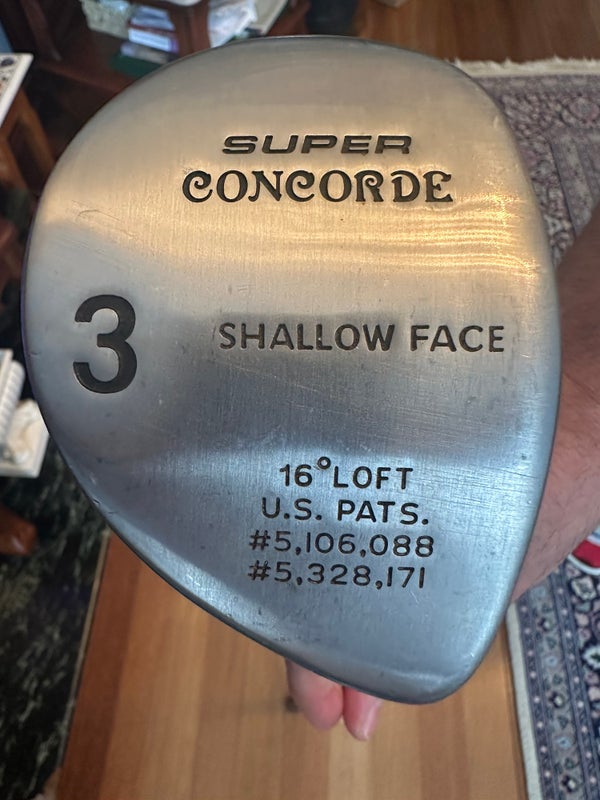 SUPER
CONCORDE
3
SHALLOW FACE
16° LOFT
U.S. PATS.
#5,106,088
#5,328,171